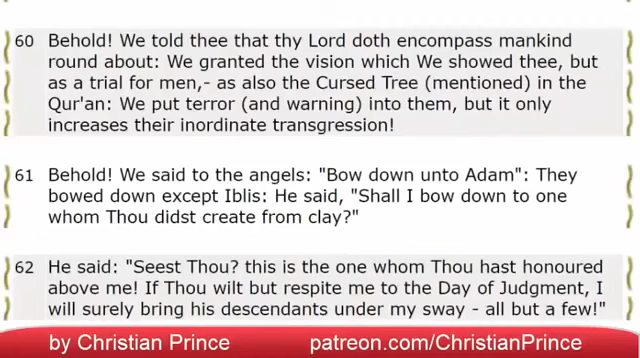 60 Behold! We told thee that thy Lord doth encompass mankind
round about: We granted the vision which We showed thee, but
as a trial for men,- as also the Cursed Tree (mentioned) in the
Qur'an: We put terror (and warning) into them, but it only
increases their inordinate transgression!
61 Behold! We said to the angels: "Bow down unto Adam": They
bowed down except Iblis: He said, "Shall I bow down to one
whom Thou didst create from clay?"
62 He said: "Seest Thou? this is the one whom Thou hast honoured
above me! If Thou wilt but respite me to the Day of Judgment, I
will surely bring his descendants under my sway - all but a few!"
by Christian Prince patreon.com/ChristianPrince